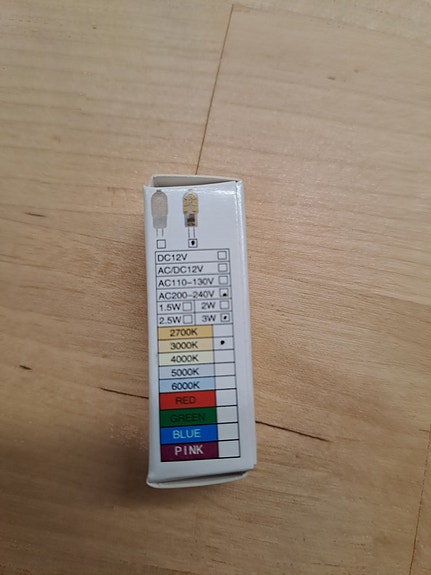 DC12V
AC/DC12V
AC110-130V
AC200-240V
1.5W 2W
2.5W 3W
2700K
3000K
4000K
5000K
6000K
RED
GREEN
BLUE
PINK